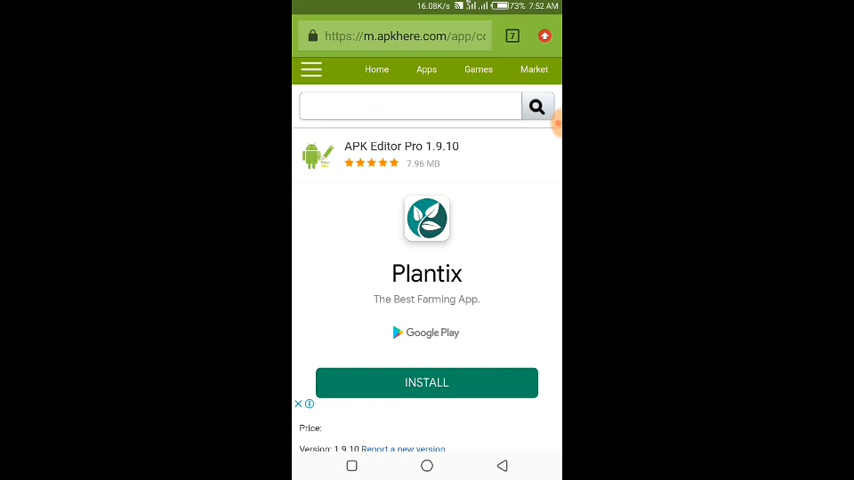 16.08K/s 73% 7:52 AM
https://m.apkhere.com/app/cc 7
Home Apps Games Market
APK Editor Pro 1.9.10
7.96 MB
Plantix
The Best Farming App.
Google Play
INSTALL
Price:
Version: 1.9.10 Report a new version